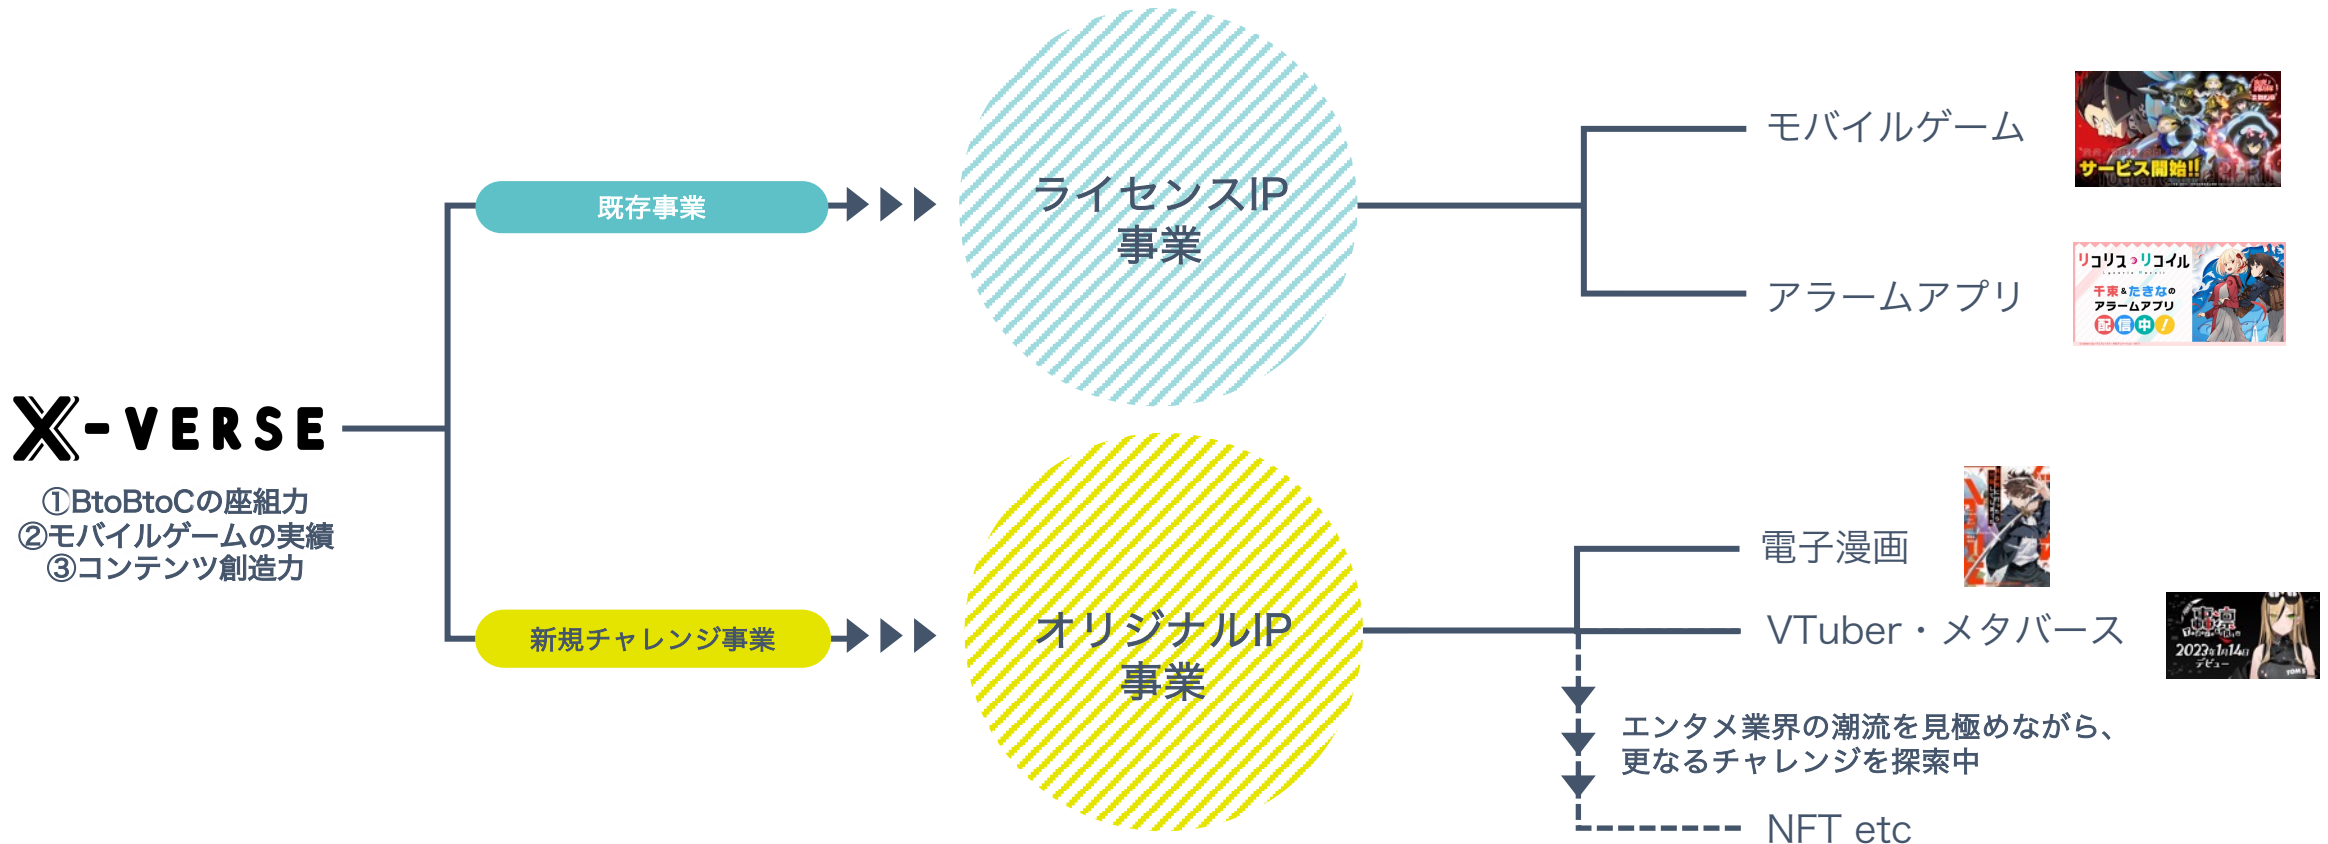 X-VERSE
①BtoBtoCの座組力
②モバイルゲームの実績
③コンテンツ創造力
既存事業
ライセンスIP
事業
モバイルゲーム
サービス開始!!
アラームアプリ
リコリス リコイル
Lycoris Recoil
千束&たきなの
アラームアプリ
配信中!
新規チャレンジ事業
オリジナルIP
事業
電子漫画
VTuber・メタバース
2023年1月14日
デビュー
エンタメ業界の潮流を見極めながら、
更なるチャレンジを探索中
NFT etc